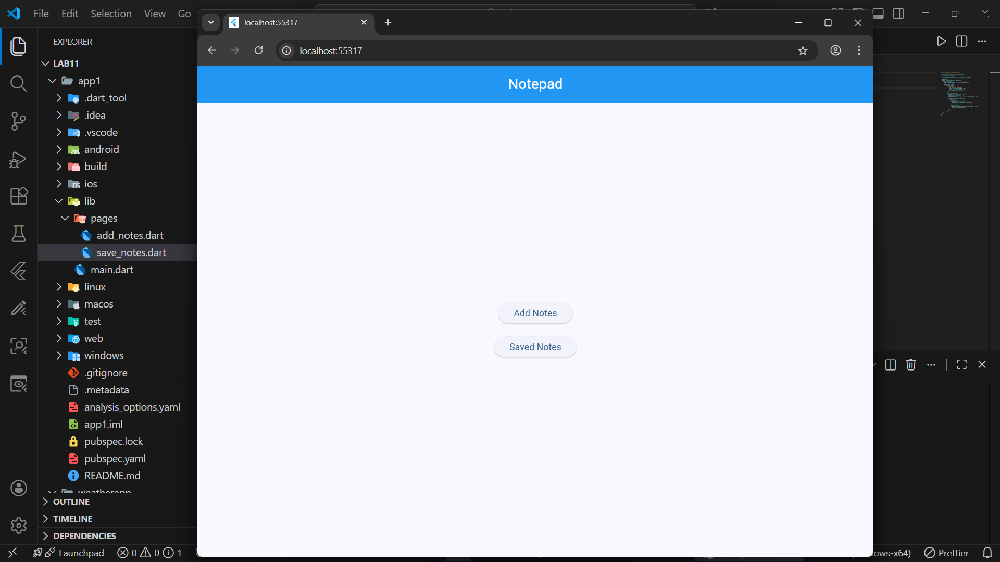 File Edit Selection View Go
localhost:55317
localhost:55317
EXPLORER
LAB11
app1
.dart_tool
.idea
.vscode
android
build
ios
lib
pages
add_notes.dart
save_notes.dart
main.dart
linux
macos
test
web
windows
.gitignore
.metadata
analysis_options.yaml
app1.iml
pubspec.lock
pubspec.yaml
README.md
weatherapp
OUTLINE
TIMELINE
DEPENDENCIES
Notepad
Add Notes
Saved Notes
Launchpad 0 0 1
ows-x64) Prettier